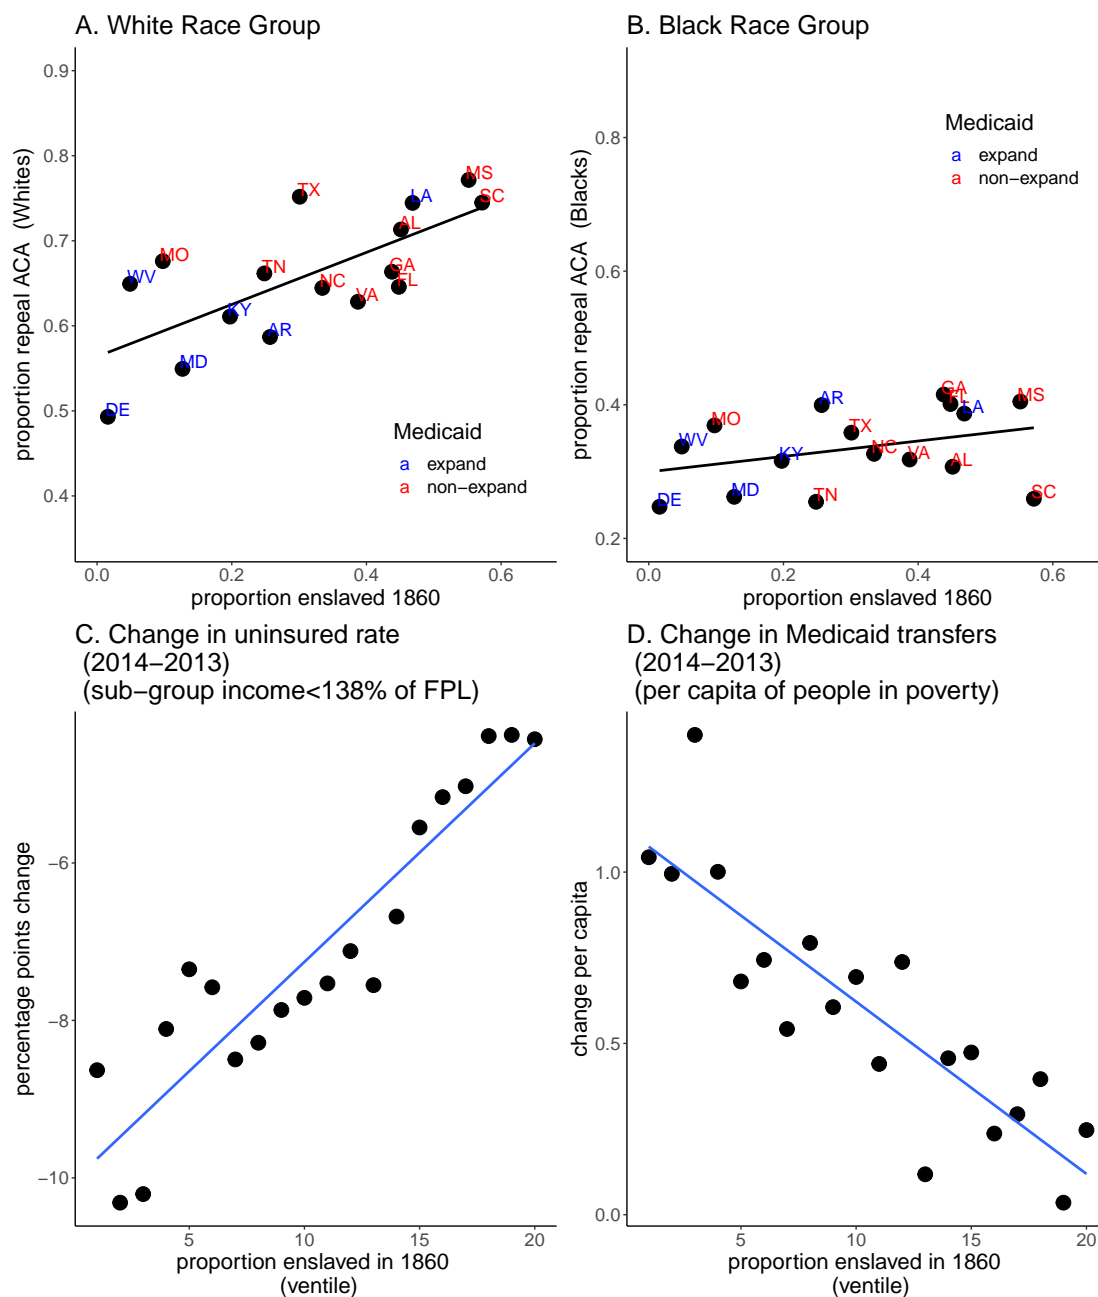 A. White Race Group
proportion repeal ACA (Whites)
0.9
0.8
0.7
0.6
0.5
0.4
MS
SC
TX
LA
AL
MO
TN
GA
WV
NC
FL
VA
KY
AR
MD
DE
Medicaid
a expand
a non−expand
0.0 0.2 0.4 0.6
proportion enslaved 1860
B. Black Race Group
proportion repeal ACA (Blacks)
0.8
0.6
0.4
0.2
Medicaid
a expand
a non−expand
GA
MS
AR
FL
LA
MO
TX
WV
NC
KY
VA
AL
DE
MD
TN
SC
0.0 0.2 0.4 0.6
proportion enslaved 1860
C. Change in uninsured rate
(2014−2013)
(sub−group income<138% of FPL)
percentage points change
−6
−8
−10
5 10 15 20
proportion enslaved in 1860
(ventile)
D. Change in Medicaid transfers
(2014−2013)
(per capita of people in poverty)
change per capita
1.0
0.5
0.0
5 10 15 20
proportion enslaved in 1860
(ventile)